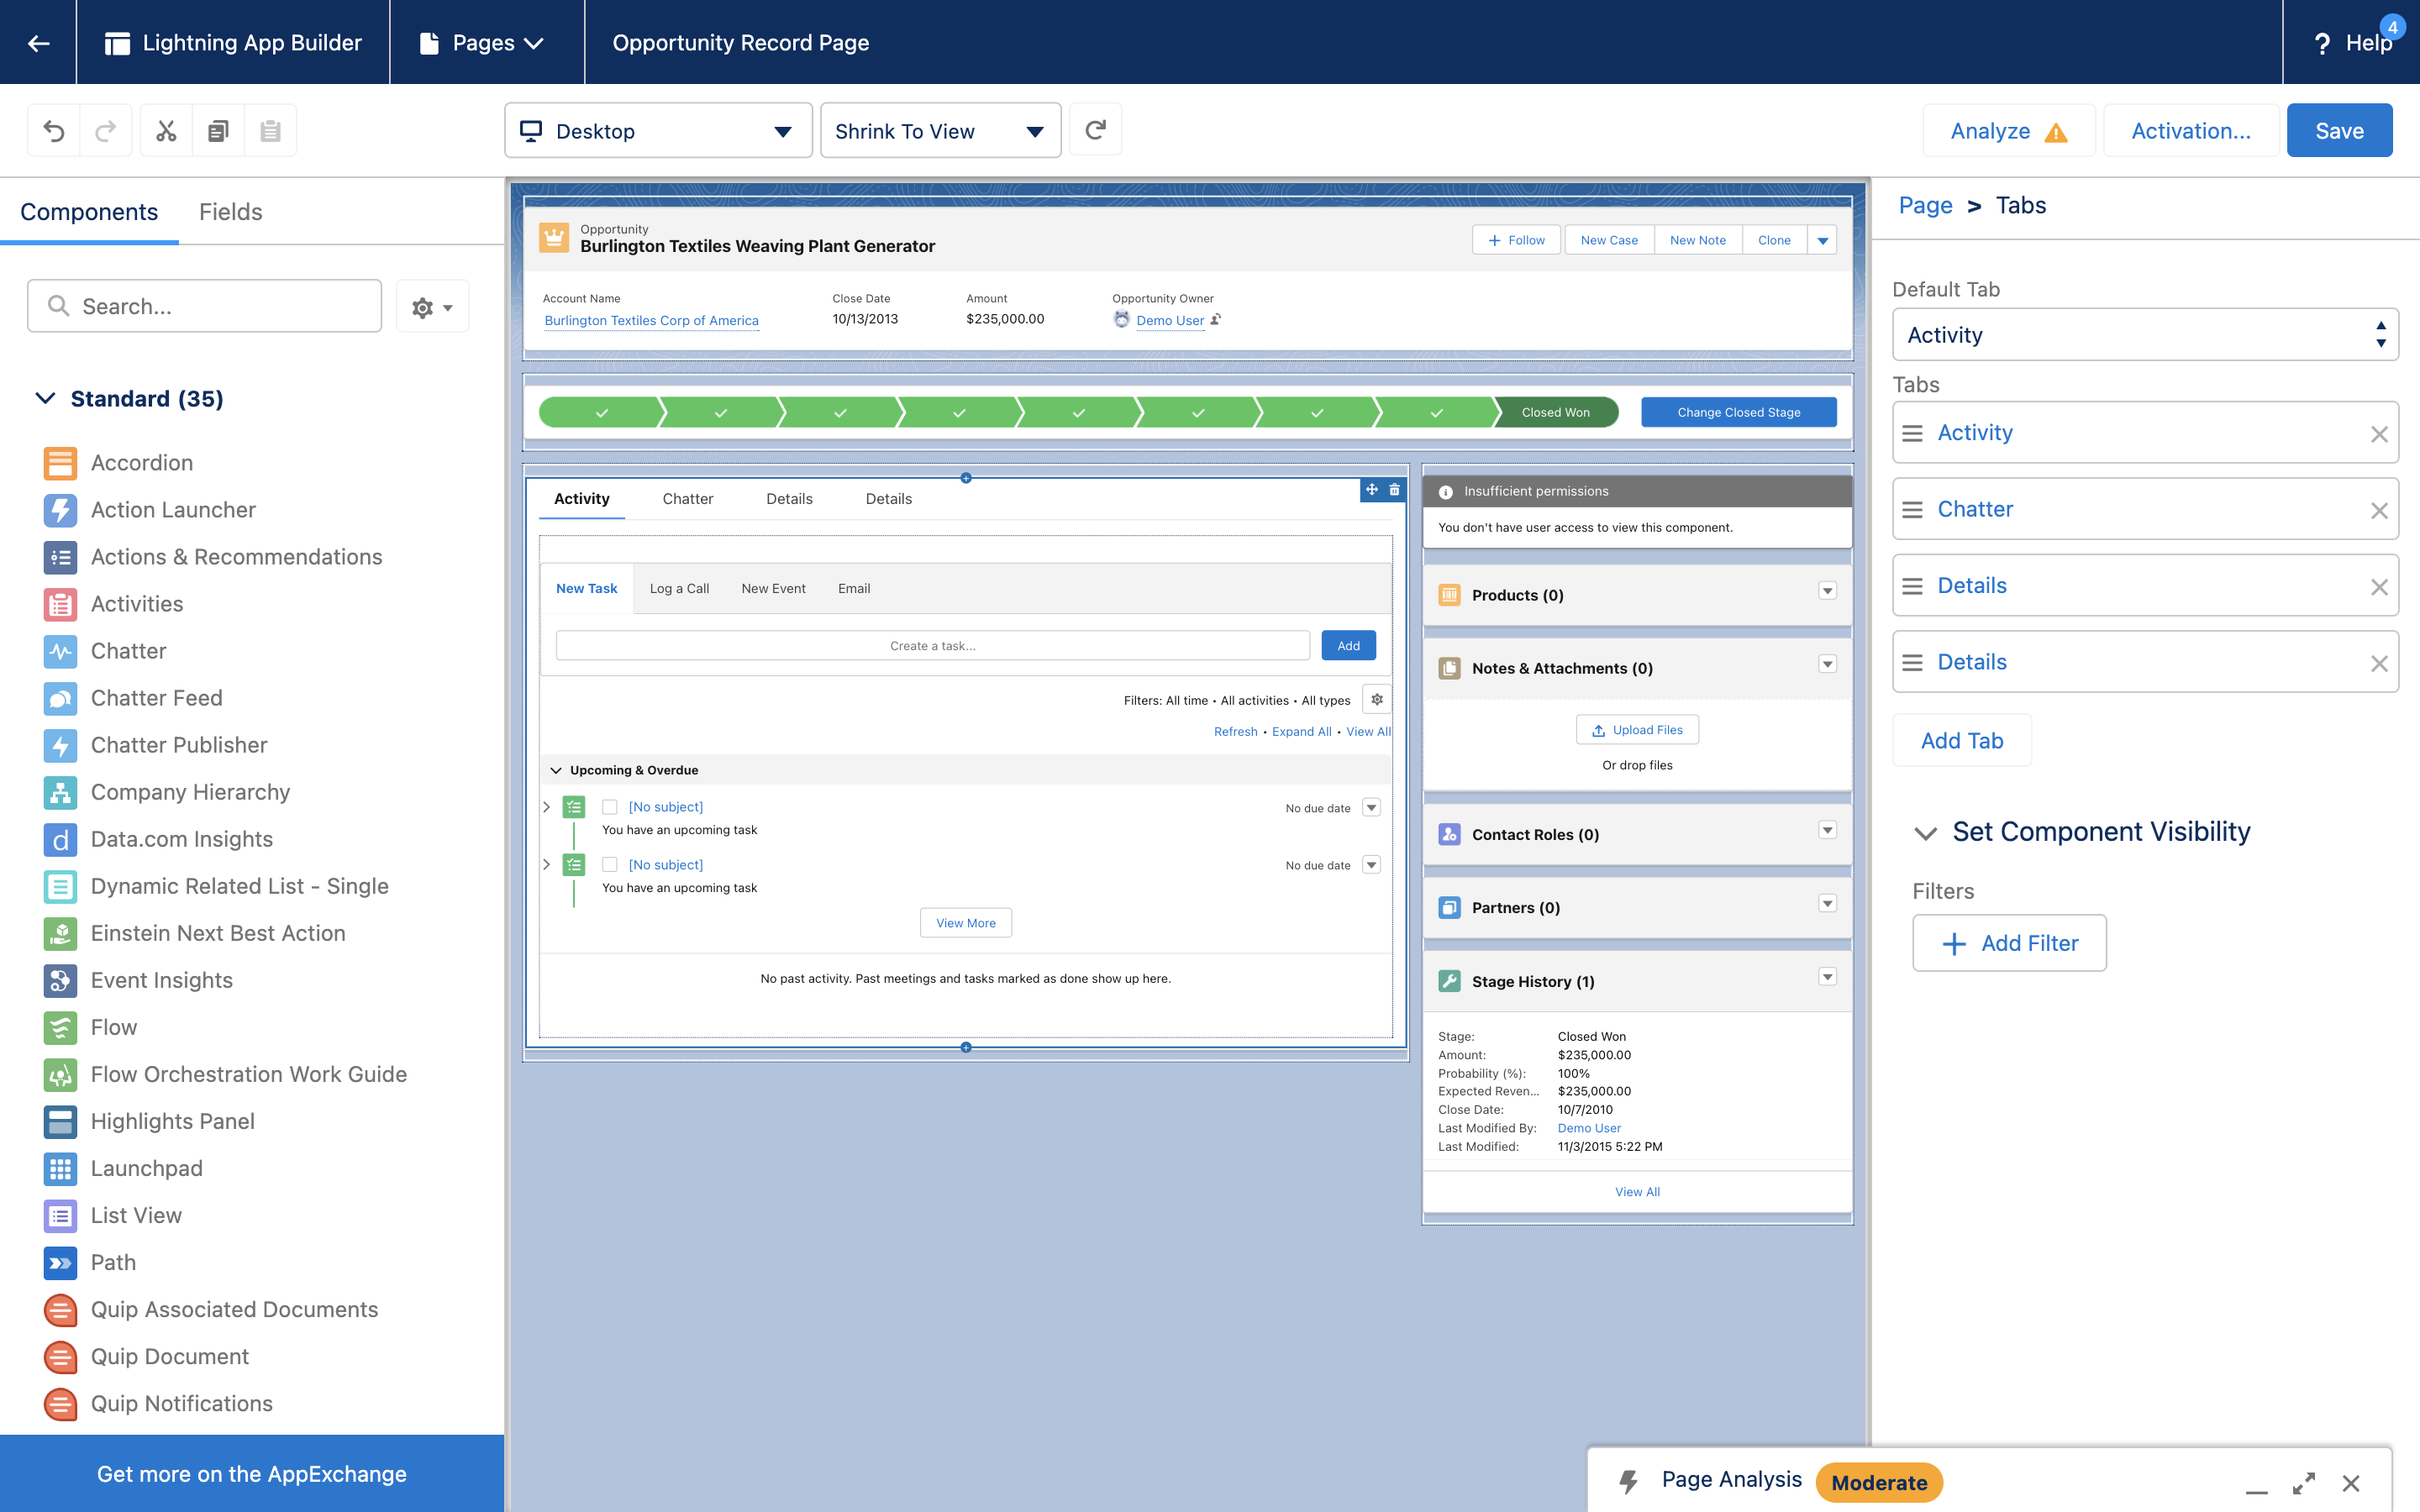 Lightning App Builder
Pages
Opportunity Record Page
? Help
4
Desktop
Shrink To View
Analyze
Activation...
Save
Components
Fields
Search...
Standard (35)
Accordion
Action Launcher
Actions & Recommendations
Activities
Chatter
Chatter Feed
Chatter Publisher
Company Hierarchy
Data.com Insights
Dynamic Related List - Single
Einstein Next Best Action
Event Insights
Flow
Flow Orchestration Work Guide
Highlights Panel
Launchpad
List View
Path
Quip Associated Documents
Quip Document
Quip Notifications
Get more on the AppExchange
Opportunity
Burlington Textiles Weaving Plant Generator
Follow
New Case
New Note
Clone
Account Name
Close Date
Amount
Opportunity Owner
Burlington Textiles Corp of America
10/13/2013
$235,000.00
Demo User
Closed Won
Change Closed Stage
Activity
Chatter
Details
Details
New Task
Log a Call
New Event
Email
Create a task...
Add
Filters: All time • All activities • All types
Refresh • Expand All • View All
Upcoming & Overdue
[No subject]
No due date
You have an upcoming task
[No subject]
No due date
You have an upcoming task
View More
No past activity. Past meetings and tasks marked as done show up here.
Insufficient permissions
You don't have user access to view this component.
Products (0)
Notes & Attachments (0)
Upload Files
Or drop files
Contact Roles (0)
Partners (0)
Stage History (1)
Stage: Closed Won
Amount: $235,000.00
Probability (%): 100%
Expected Reven... $235,000.00
Close Date: 10/7/2010
Last Modified By: Demo User
Last Modified: 11/3/2015 5:22 PM
View All
Page > Tabs
Default Tab
Activity
Tabs
Activity
Chatter
Details
Details
Add Tab
Set Component Visibility
Filters
Add Filter
Page Analysis
Moderate